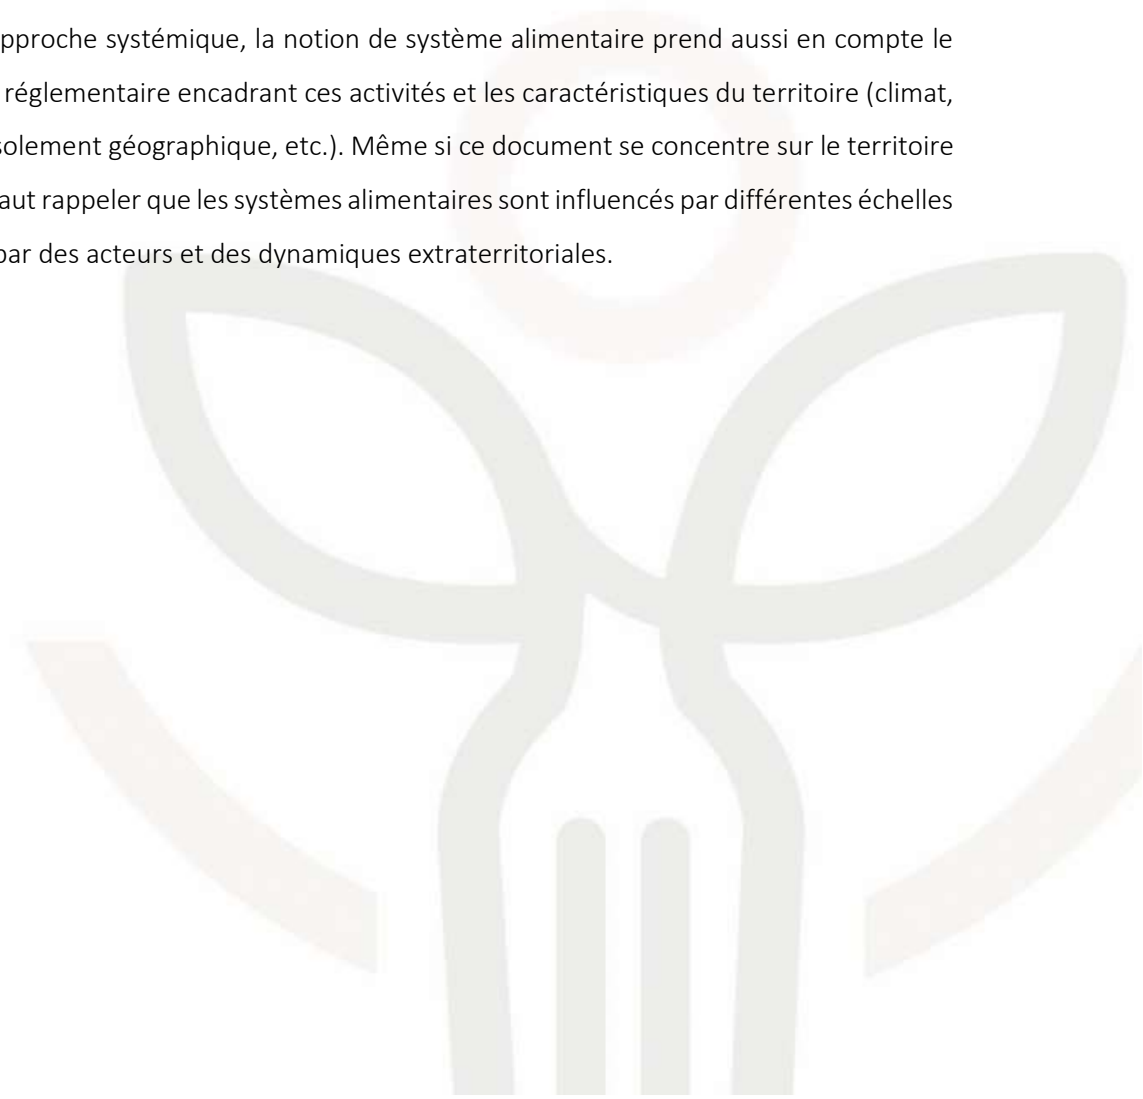 pproche systémique, la notion de système alimentaire prend aussi en compte le
réglementaire encadrant ces activités et les caractéristiques du territoire (climat,
solement géographique, etc.). Même si ce document se concentre sur le territoire
aut rappeler que les systèmes alimentaires sont influencés par différentes échelles
par des acteurs et des dynamiques extraterritoriales.